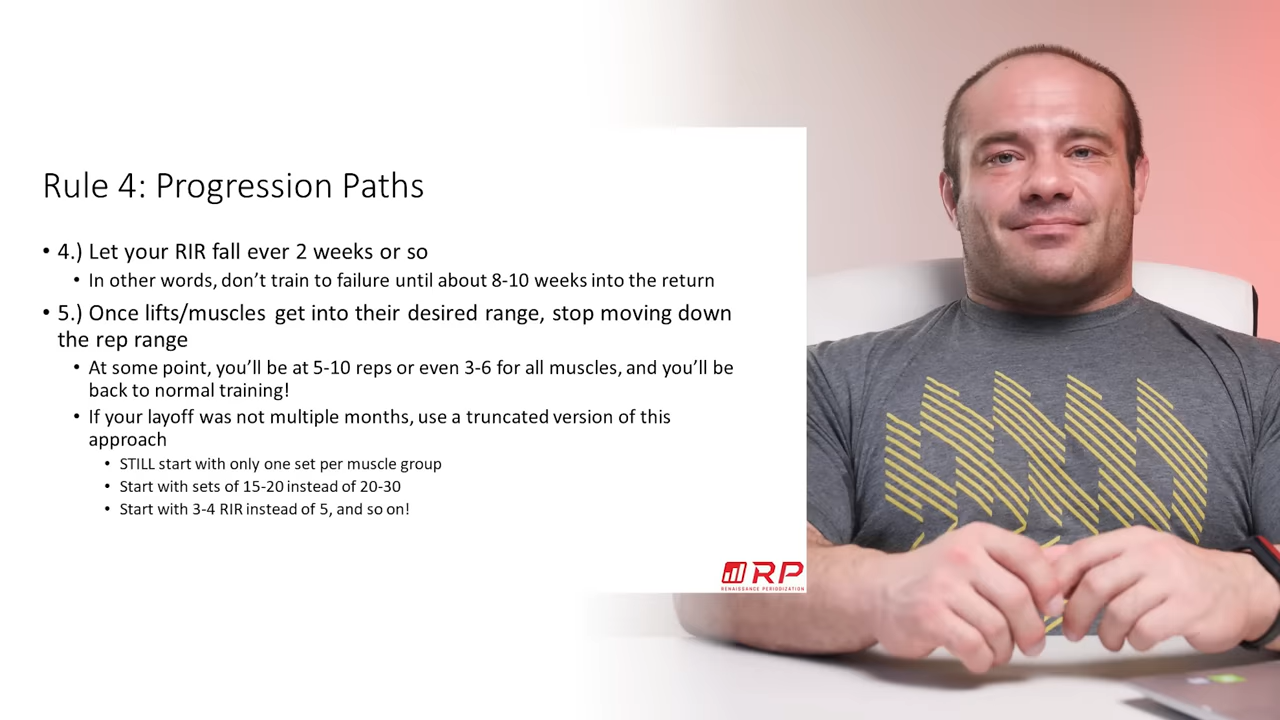 Rule 4: Progression Paths
• 4.) Let your RIR fall ever 2 weeks or so
• In other words, don't train to failure until about 8-10 weeks into the return
• 5.) Once lifts/muscles get into their desired range, stop moving down
the rep range
• At some point, you'll be at 5-10 reps or even 3-6 for all muscles, and you'll be
back to normal training!
• If your layoff was not multiple months, use a truncated version of this
approach
• STILL start with only one set per muscle group
• Start with sets of 15-20 instead of 20-30
• Start with 3-4 RIR instead of 5, and so on!
RP
RENAISSANCE PERIODIZATION